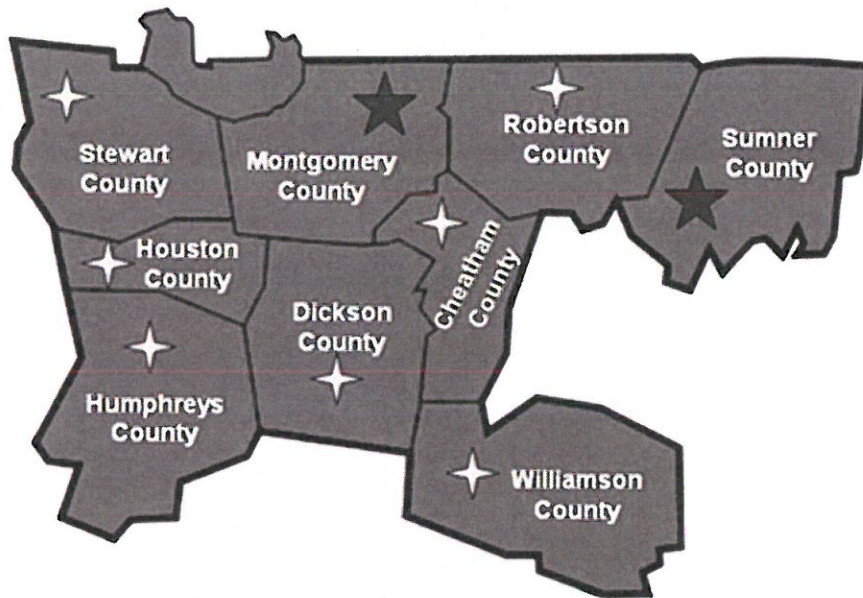 Stewart
County
Montgomery
County
Robertson
County
Sumner
County
Houston
County
Cheatham
County
Dickson
County
Humphreys
County
Williamson
County